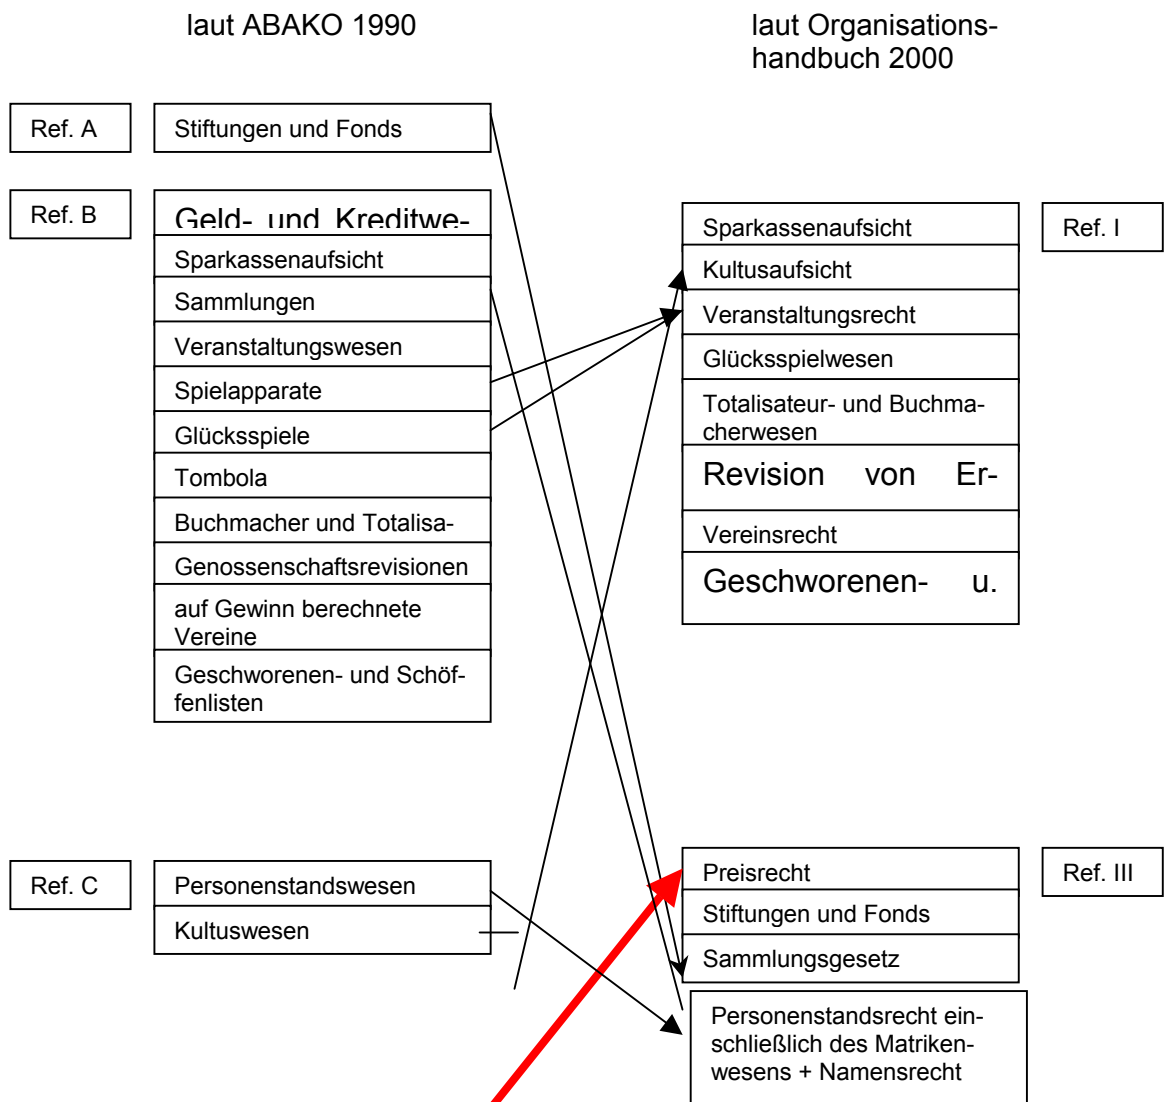 laut ABAKO 1990
laut Organisations-
handbuch 2000
Ref. A
Stiftungen und Fonds
Ref. B
Geld- und Kreditwe-
Sparkassenaufsicht
Sammlungen
Veranstaltungswesen
Spielapparate
Glücksspiele
Tombola
Buchmacher und Totalisa-
Genossenschaftsrevisionen
auf Gewinn berechnete
Vereine
Geschworenen- und Schöf-
fenlisten
Sparkassenaufsicht
Ref. I
Kultusaufsicht
Veranstaltungsrecht
Glücksspielwesen
Totalisateur- und Buchma-
cherwesen
Revision von Er-
Vereinsrecht
Geschworenen- u.
Ref. C
Personenstandswesen
Kultuswesen
Preisrecht
Ref. III
Stiftungen und Fonds
Sammlungsgesetz
Personenstandsrecht ein-
schließlich des Matriken-
wesens + Namensrecht